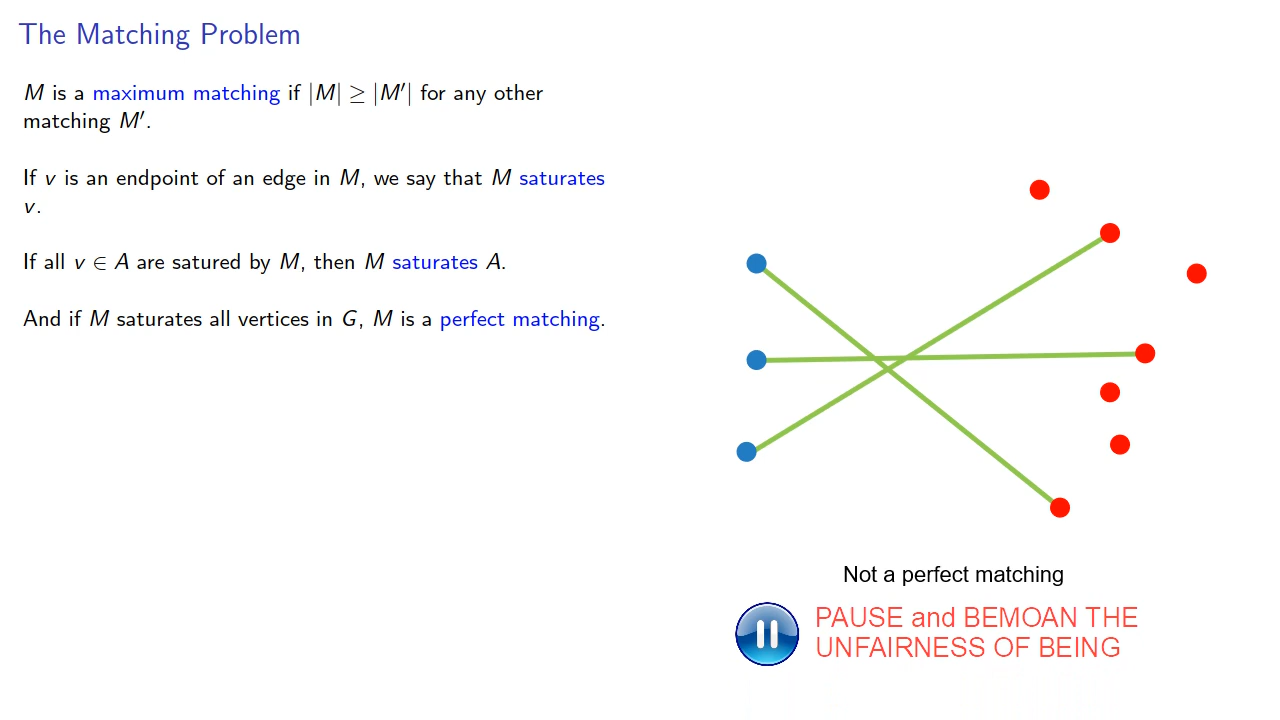 The Matching Problem
M is a maximum matching if |M| ≥ |M′| for any other
matching M′.
If v is an endpoint of an edge in M, we say that M saturates
v.
If all v ∈ A are satured by M, then M saturates A.
And if M saturates all vertices in G, M is a perfect matching.
Not a perfect matching
PAUSE and BEMOAN THE
UNFAIRNESS OF BEING